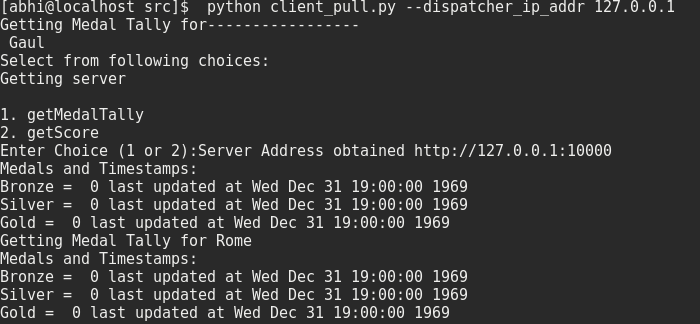 [abhi@localhost src]$  python client_pull.py --dispatcher_ip_addr 127.0.0.1
Getting Medal Tally for-----------------
 Gaul
Select from following choices:
Getting server

1. getMedalTally
2. getScore
Enter Choice (1 or 2):Server Address obtained http://127.0.0.1:10000
Medals and Timestamps:
Bronze =  0 last updated at Wed Dec 31 19:00:00 1969
Silver =  0 last updated at Wed Dec 31 19:00:00 1969
Gold =  0 last updated at Wed Dec 31 19:00:00 1969
Getting Medal Tally for Rome
Medals and Timestamps:
Bronze =  0 last updated at Wed Dec 31 19:00:00 1969
Silver =  0 last updated at Wed Dec 31 19:00:00 1969
Gold =  0 last updated at Wed Dec 31 19:00:00 1969